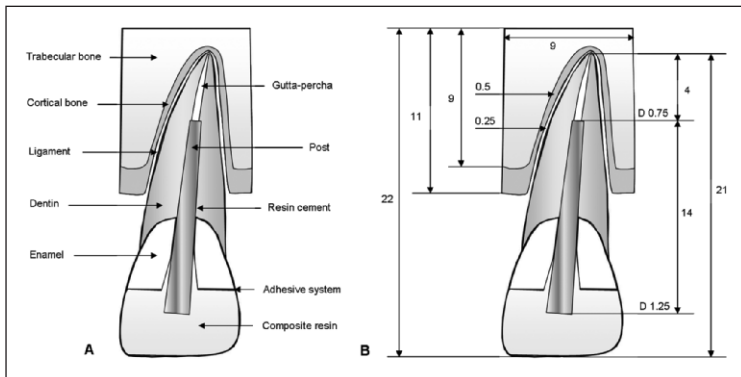 Trabecular bone
Cortical bone
Ligament
Dentin
Enamel
Gutta-percha
Post
Resin cement
Adhesive system
Composite resin
A
9
0.5
0.25
9
11
22
4
D 0.75
14
21
D 1.25
B